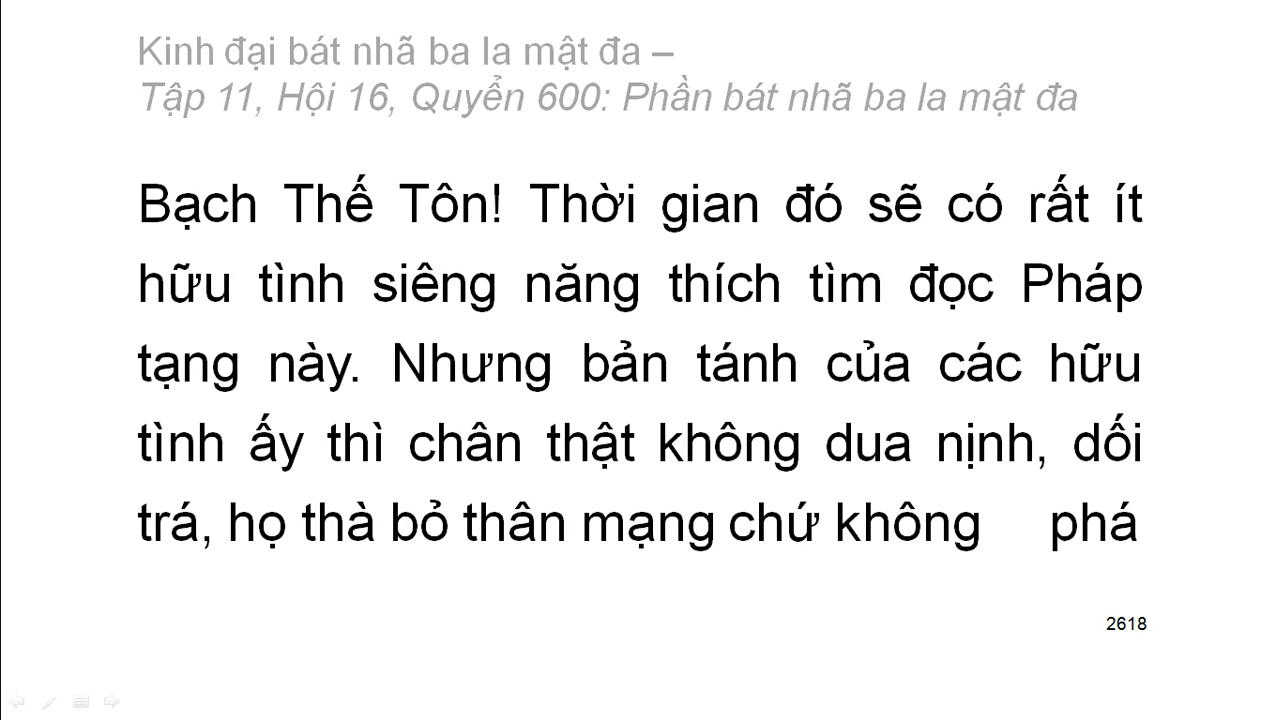 Kinh đại bát nhã ba la mật đa –
Tập 11, Hội 16, Quyển 600: Phần bát nhã ba la mật đa
Bạch Thế Tôn! Thời gian đó sẽ có rất ít
hữu tình siêng năng thích tìm đọc Pháp
tạng này. Nhưng bản tánh của các hữu
tình ấy thì chân thật không dua nịnh, dối
trá, họ thà bỏ thân mạng chứ không phá
2618